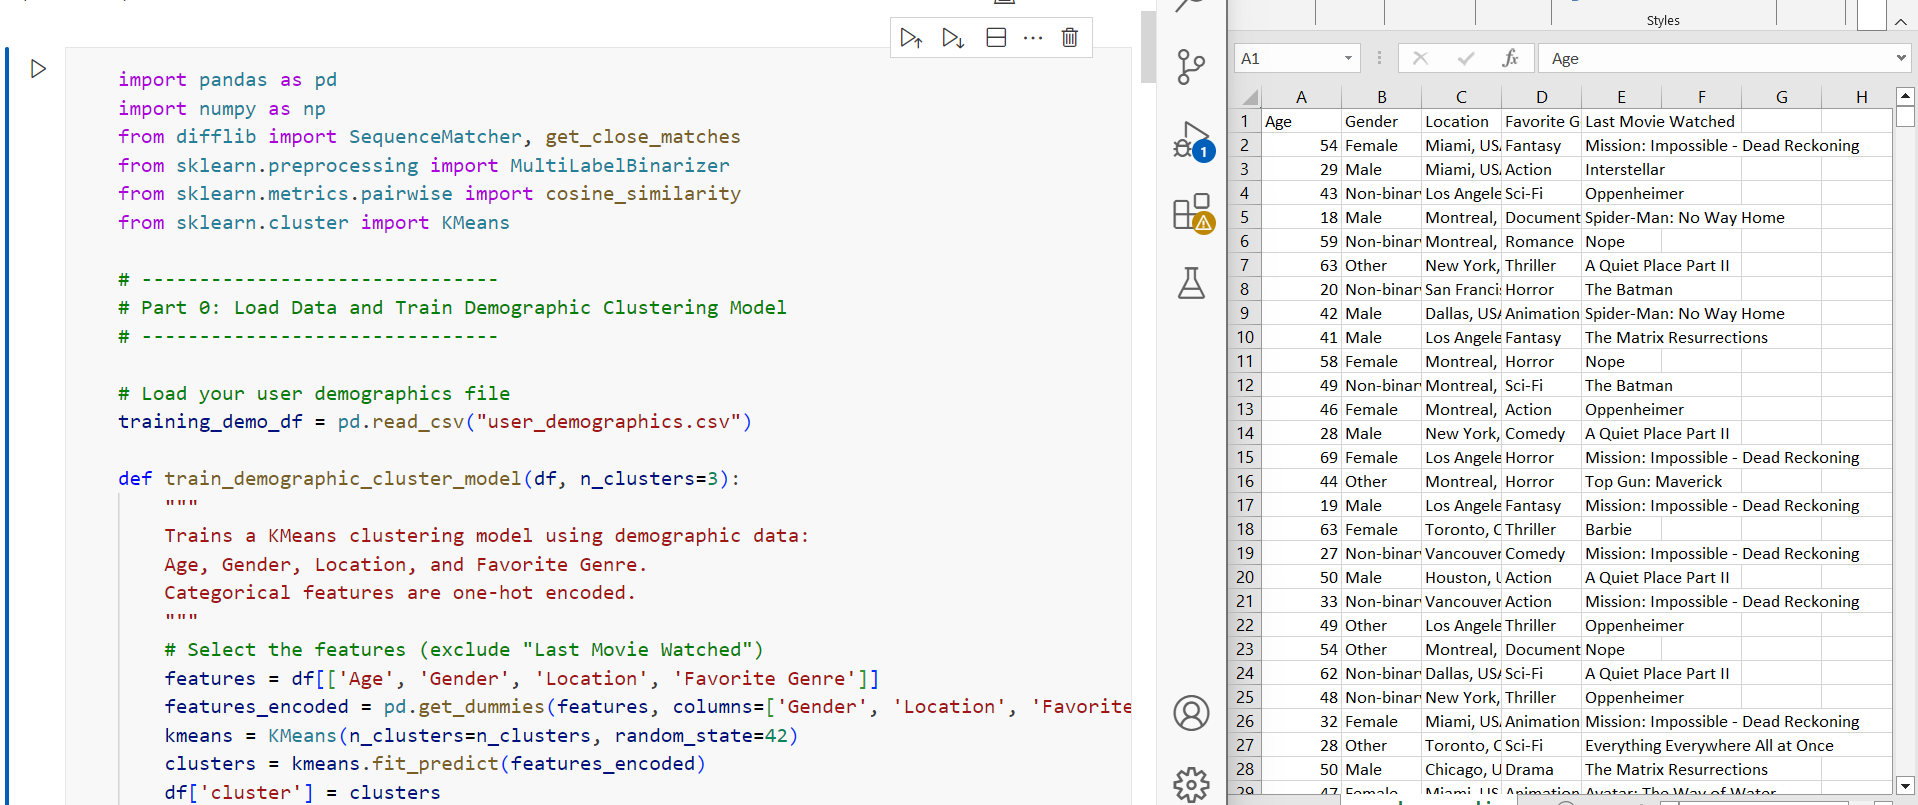 import pandas as pd
import numpy as np
from difflib import SequenceMatcher, get_close_matches
from sklearn.preprocessing import MultiLabelBinarizer
from sklearn.metrics.pairwise import cosine_similarity
from sklearn.cluster import KMeans
# -------------------------------
# Part 0: Load Data and Train Demographic Clustering Model
# -------------------------------
# Load your user demographics file
training_demo_df = pd.read_csv("user_demographics.csv")
def train_demographic_cluster_model(df, n_clusters=3):
"""
Trains a KMeans clustering model using demographic data:
Age, Gender, Location, and Favorite Genre.
Categorical features are one-hot encoded.
"""
# Select the features (exclude "Last Movie Watched")
features = df[['Age', 'Gender', 'Location', 'Favorite Genre']]
features_encoded = pd.get_dummies(features, columns=['Gender', 'Location', 'Favorite
kmeans = KMeans(n_clusters=n_clusters, random_state=42)
clusters = kmeans.fit_predict(features_encoded)
df['cluster'] = clusters
1
Styles
A1 fx Age
A B C D E F G H
1 Age Gender Location Favorite G Last Movie Watched
2 54 Female Miami, USA Fantasy Mission: Impossible - Dead Reckoning
3 29 Male Miami, USA Action Interstellar
4 43 Non-binar Los Angele Sci-Fi Oppenheimer
5 18 Male Montreal, Document Spider-Man: No Way Home
6 59 Non-binar Montreal, Romance Nope
7 63 Other New York, Thriller A Quiet Place Part II
8 20 Non-binar San Franci Horror The Batman
9 42 Male Dallas, USA Animation Spider-Man: No Way Home
10 41 Male Los Angele Fantasy The Matrix Resurrections
11 58 Female Montreal, Horror Nope
12 49 Non-binar Montreal, Sci-Fi The Batman
13 46 Female Montreal, Action Oppenheimer
14 28 Male New York, Comedy A Quiet Place Part II
15 69 Female Los Angele Horror Mission: Impossible - Dead Reckoning
16 44 Other Montreal, Horror Top Gun: Maverick
17 19 Male Los Angele Fantasy Mission: Impossible - Dead Reckoning
18 63 Female Toronto, C Thriller Barbie
19 27 Non-binar Vancouver Comedy Mission: Impossible - Dead Reckoning
20 50 Male Houston, U Action A Quiet Place Part II
21 33 Non-binar Vancouver Action Mission: Impossible - Dead Reckoning
22 49 Other Los Angele Thriller Oppenheimer
23 54 Other Montreal, Document Nope
24 62 Non-binar Dallas, USA Sci-Fi A Quiet Place Part II
25 48 Non-binar New York, Thriller Oppenheimer
26 32 Female Miami, USA Animation Mission: Impossible - Dead Reckoning
27 28 Other Toronto, C Sci-Fi Everything Everywhere All at Once
28 50 Male Chicago, U Drama The Matrix Resurrections
29 47 Female Miami, US Animation Avatar: The Way of Water